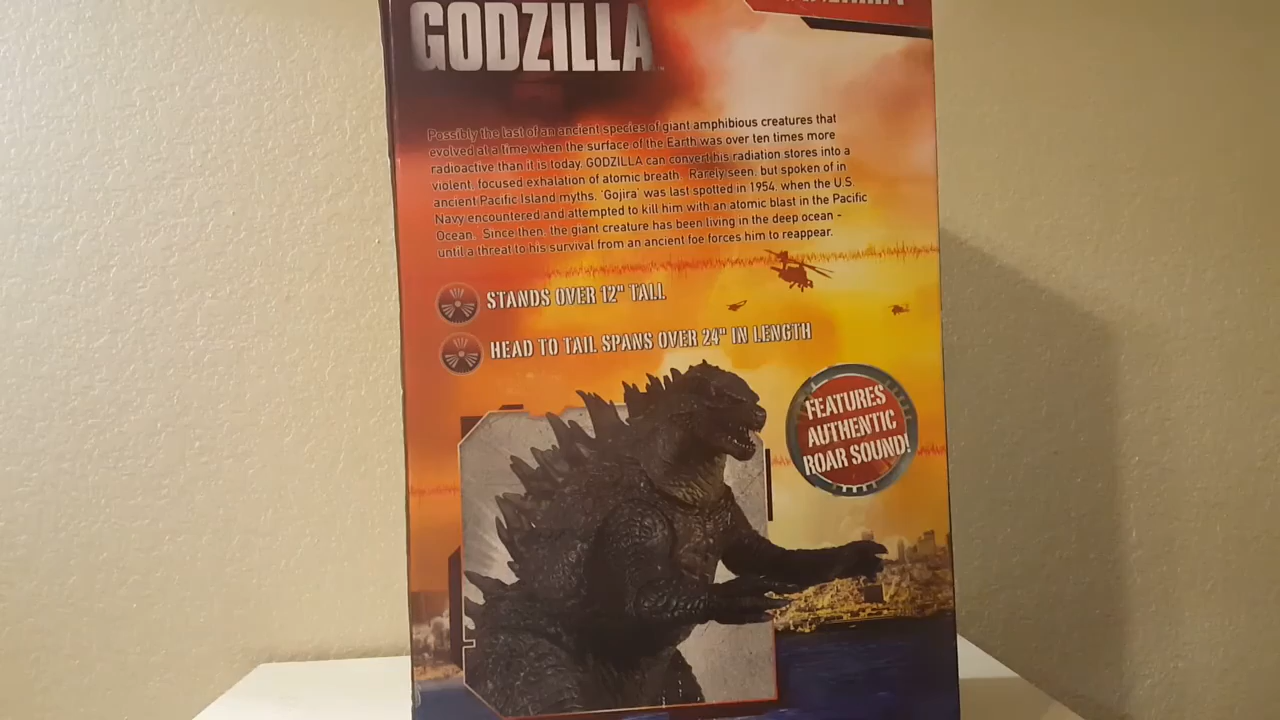 GODZILLA
Possibly the last of an ancient species of giant amphibious creatures that
evolved at a time when the surface of the Earth was over ten times more
radioactive than it is today, GODZILLA can convert his radiation stores into a
violent, focused exhalation of atomic breath. Rarely seen, but spoken of in
ancient Pacific Island myths, 'Gojira' was last spotted in 1954, when the U.S.
Navy encountered and attempted to kill him with an atomic blast in the Pacific
Ocean. Since then, the giant creature has been living in the deep ocean -
until a threat to his survival from an ancient foe forces him to reappear.
STANDS OVER 12" TALL
HEAD TO TAIL SPANS OVER 24" IN LENGTH
FEATURES
AUTHENTIC
ROAR SOUND!